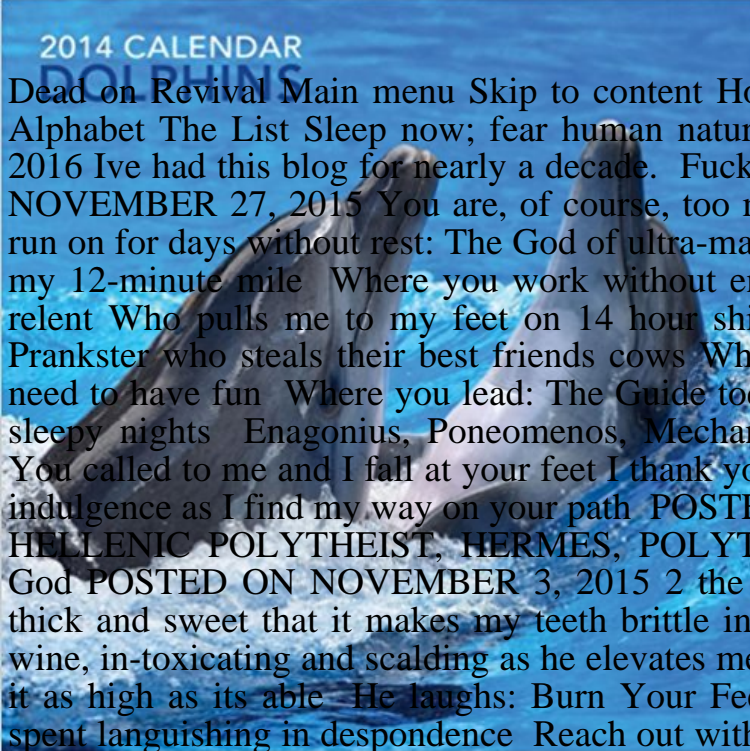 2014 CALENDAR
DOLPHINS
Dead on Revival Main menu Skip to content Ho
Alphabet The List Sleep now; fear human natur
2016 Ive had this blog for nearly a decade. Fuck
NOVEMBER 27, 2015 You are, of course, too
run on for days without rest: The God of ultra-ma
my 12-minute mile Where you work without e
relent Who pulls me to my feet on 14 hour shi
Prankster who steals their best friends cows Wh
need to have fun Where you lead: The Guide to
sleepy nights Enagonius, Poneomenos, Mechan
You called to me and I fall at your feet I thank yo
indulgence as I find my way on your path POSTE
HELLENIC POLYTHEIST, HERMES, POLYT
God POSTED ON NOVEMBER 3, 2015 2 the
thick and sweet that it makes my teeth brittle in
wine, in-toxicating and scalding as he elevates me
it as high as its able He laughs: Burn Your Fe
spent languishing in despondence Reach out with